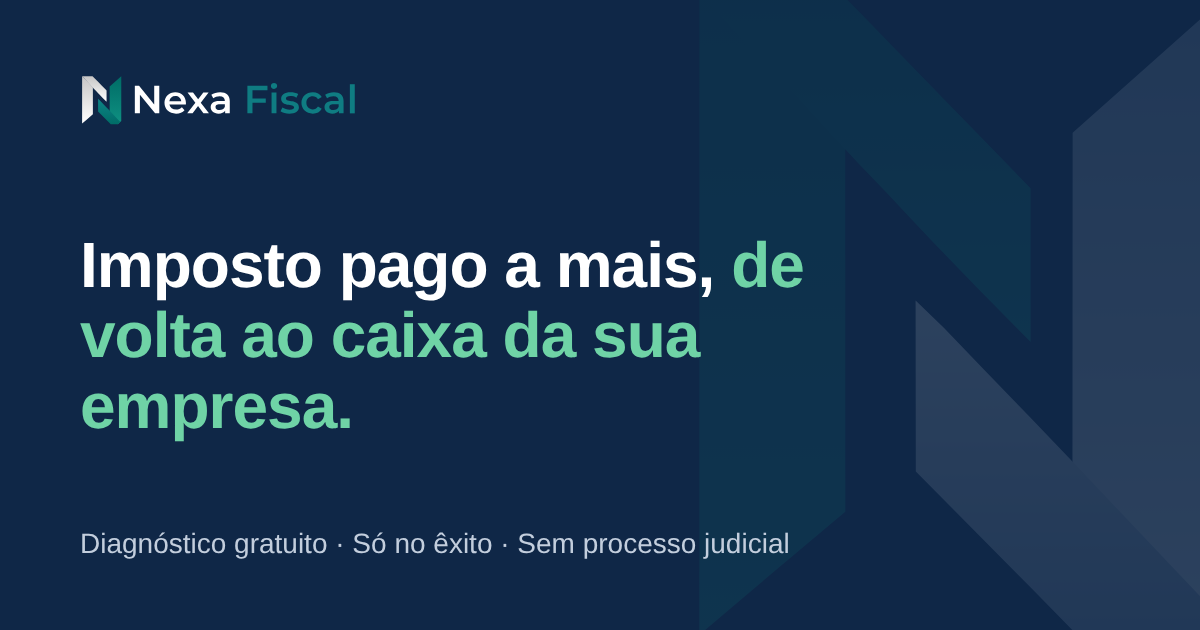 Nexa Fiscal
Imposto pago a mais, de
volta ao caixa da sua
empresa.
Diagnóstico gratuito · Só no êxito · Sem processo judicial